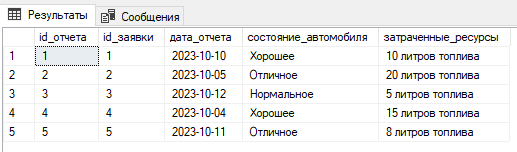 Результаты Сообщения
id_отчета id_заявки дата_отчета состояние_автомобиля затраченные_ресурсы
1 1 1 2023-10-10 Хорошее 10 литров топлива
2 2 2 2023-10-05 Отличное 20 литров топлива
3 3 3 2023-10-12 Нормальное 5 литров топлива
4 4 4 2023-10-04 Хорошее 15 литров топлива
5 5 5 2023-10-11 Отличное 8 литров топлива